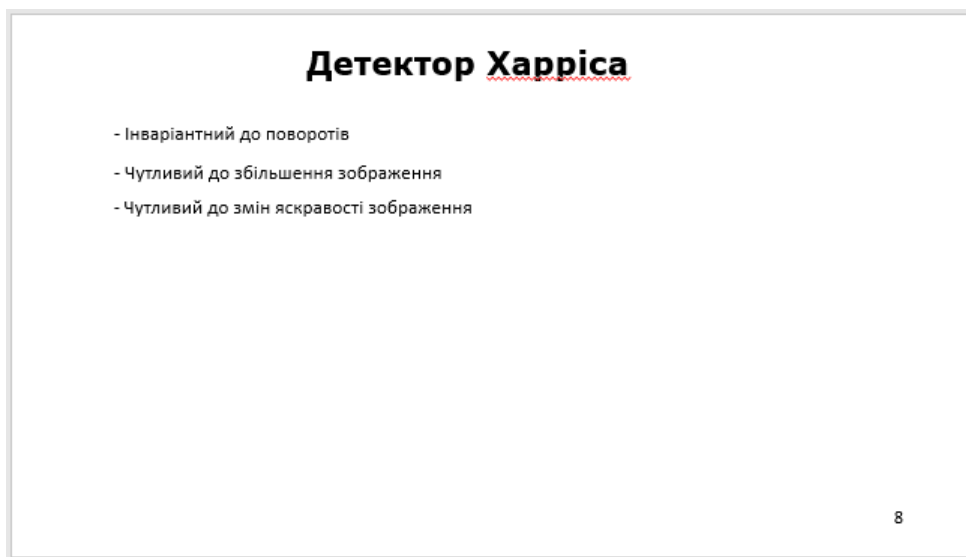 Детектор Харріса
- Інваріантний до поворотів
- Чутливий до збільшення зображення
- Чутливий до змін яскравості зображення
8